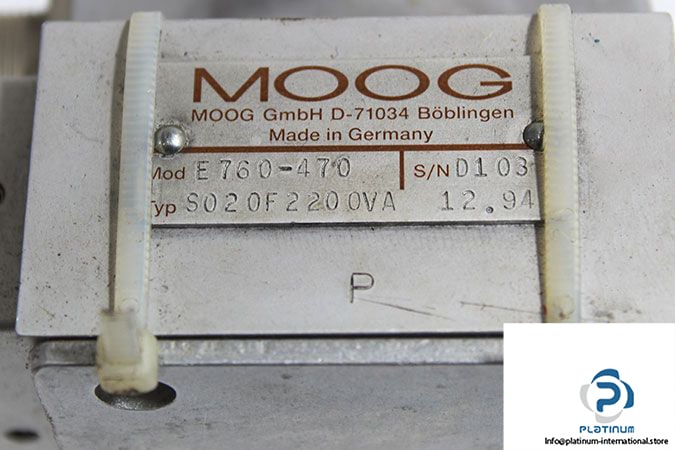 MOOG
MOOG GmbH D-71034 Böblingen
Made in Germany
Mod E760-470 S/N D103
Typ S020F2200VA 12.94
P
PLATINUM
Info@platinum-international.store